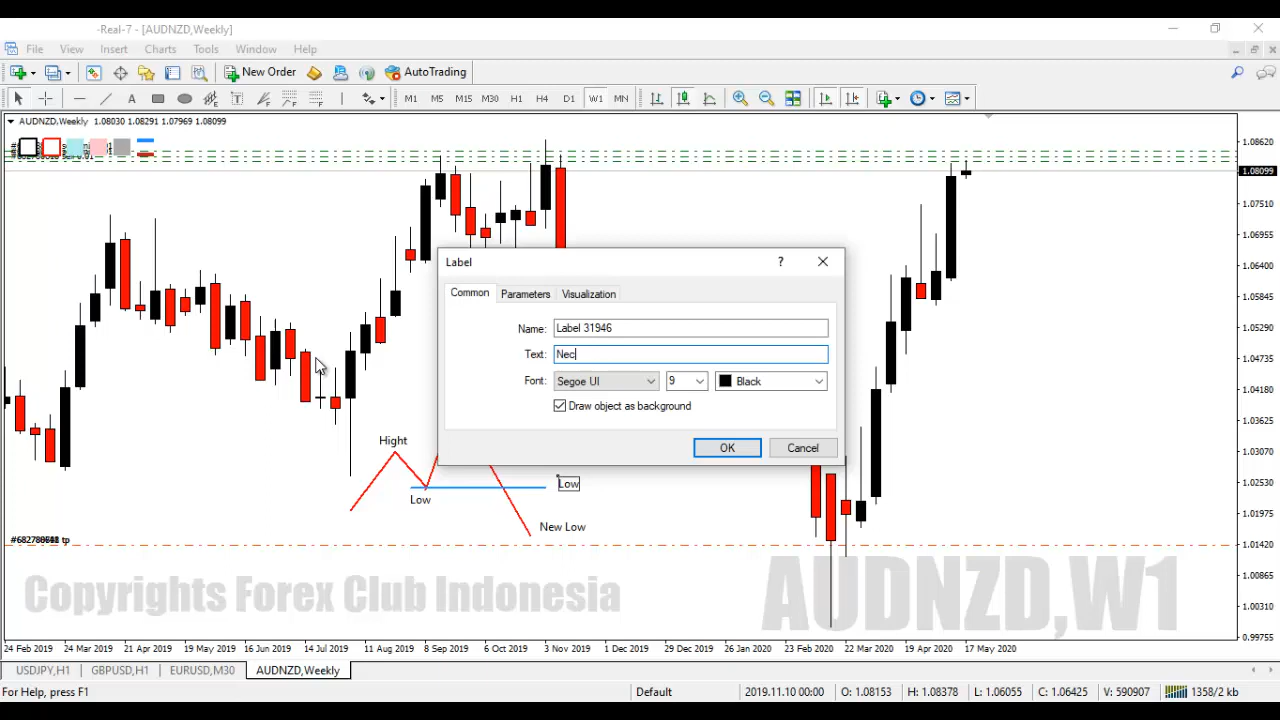 -Real-7 - [AUDNZD,Weekly]
File View Insert Charts Tools Window Help
New Order AutoTrading
A T M1 M5 M15 M30 H1 H4 D1 W1 MN
AUDNZD,Weekly 1.08030 1.08291 1.07969 1.08099
1.08620
1.08099
1.07510
1.06955
1.06400
1.05845
1.05290
1.04735
1.04180
1.03625
1.03070
1.02530
1.01975
1.01420
1.00865
1.00310
0.99755
Label
?
Common Parameters Visualization
Name: Label 31946
Text: Nec
Font: Segoe UI 9 Black
Draw object as background
OK Cancel
Hight
Low
Low
New Low
tp
Copyrights Forex Club Indonesia
AUDNZD,W1
24 Feb 2019 24 Mar 2019 21 Apr 2019 19 May 2019 16 Jun 2019 14 Jul 2019 11 Aug 2019 8 Sep 2019 6 Oct 2019 3 Nov 2019 1 Dec 2019 29 Dec 2019 26 Jan 2020 23 Feb 2020 22 Mar 2020 19 Apr 2020 17 May 2020
USDJPY,H1 GBPUSD,H1 EURUSD,M30 AUDNZD,Weekly
For Help, press F1 Default 2019.11.10 00:00 O: 1.08153 H: 1.08378 L: 1.06055 C: 1.06425 V: 590907 1358/2 kb